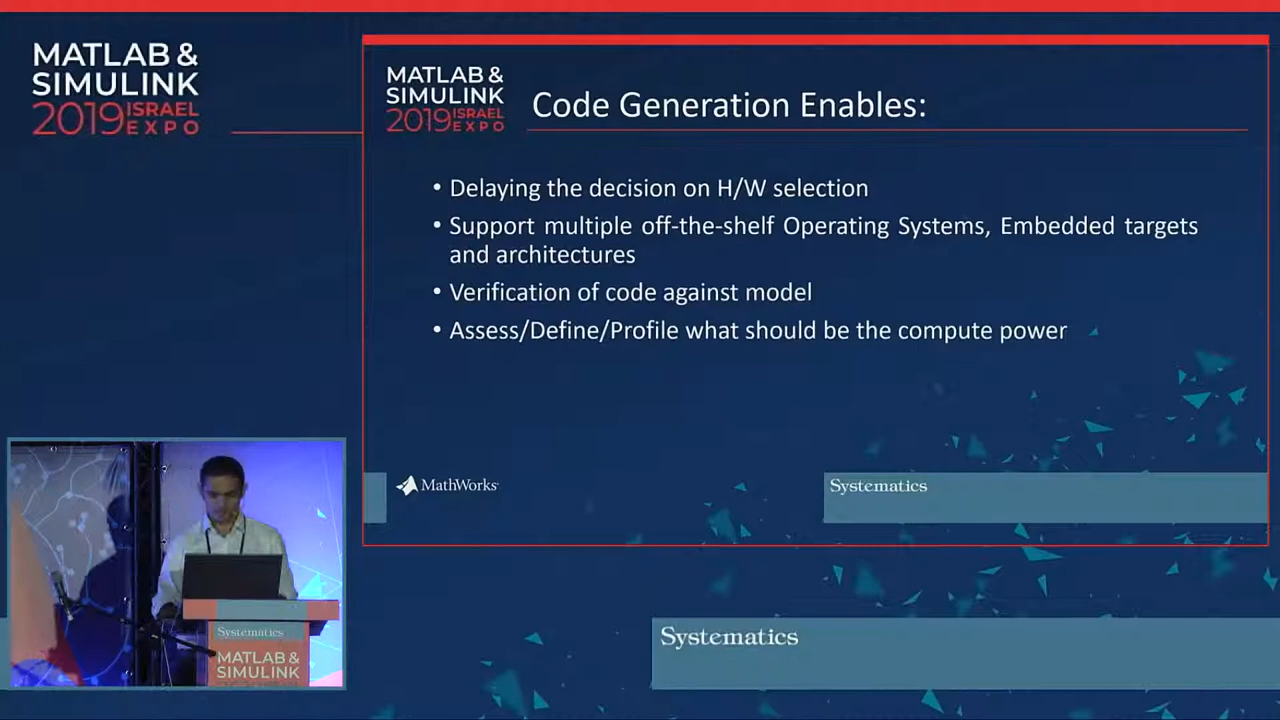 MATLAB &
SIMULINK
2019 ISRAEL
EXPO
MATLAB &
SIMULINK
2019 ISRAEL
EXPO
Code Generation Enables:
• Delaying the decision on H/W selection
• Support multiple off-the-shelf Operating Systems, Embedded targets
and architectures
• Verification of code against model
• Assess/Define/Profile what should be the compute power
MathWorks
Systematics
Systematics
MATLAB &
SIMULINK
Systematics